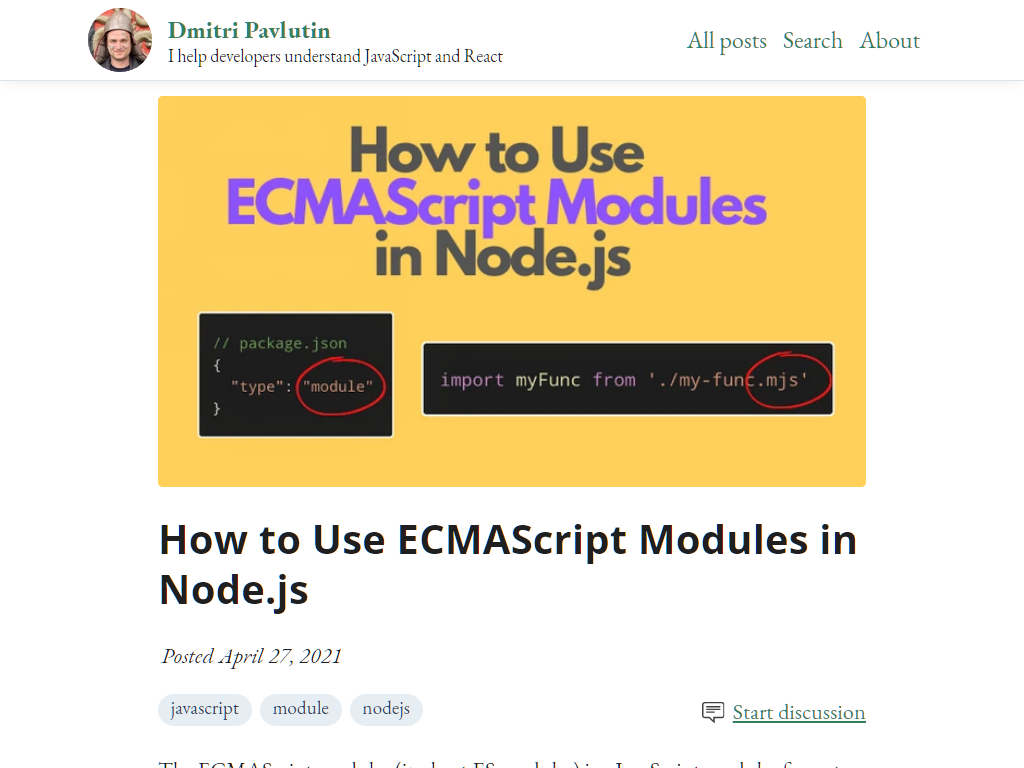 Dmitri Pavlutin
I help developers understand JavaScript and React
All posts Search About
How to Use
ECMAScript Modules
in Node.js
// package.json
{
"type": "module"
}
import myFunc from './my-func.mjs'
How to Use ECMAScript Modules in
Node.js
Posted April 27, 2021
javascript module nodejs
Start discussion